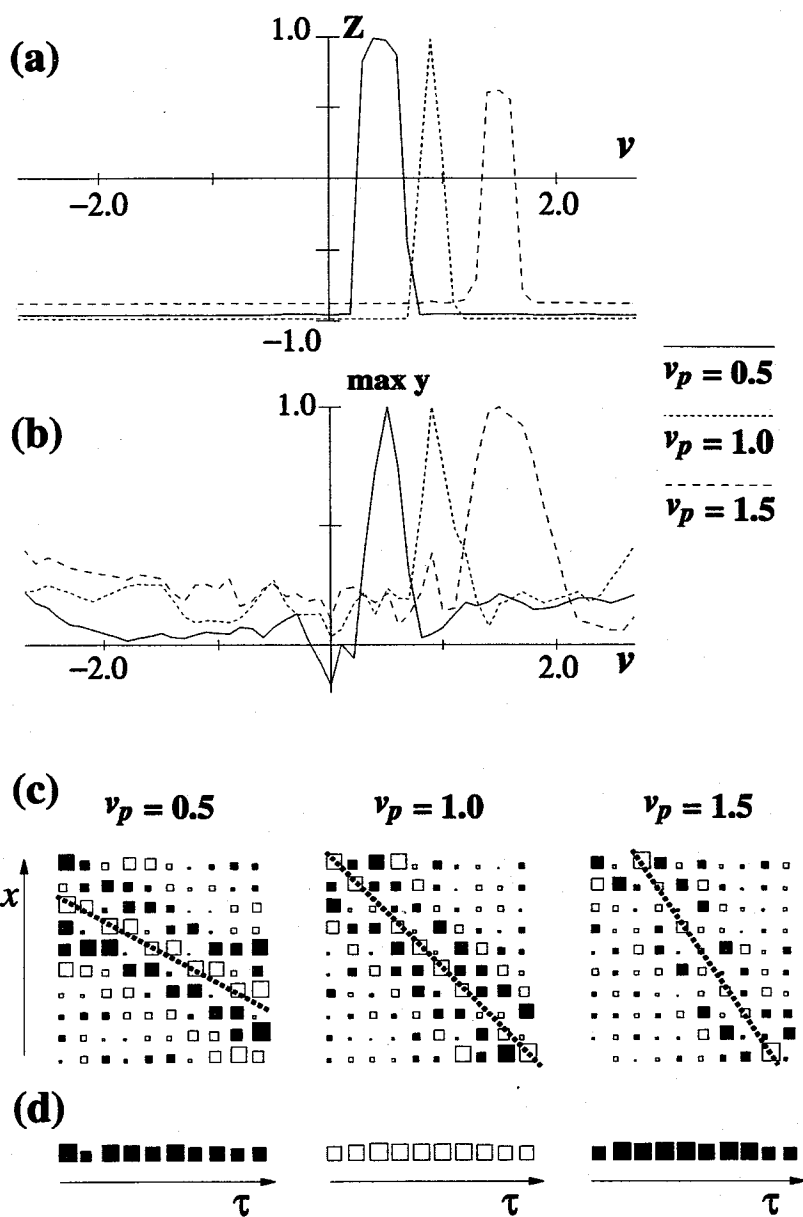 (a)
1.0 Z
v
−2.0 2.0
−1.0
v_p = 0.5
v_p = 1.0
v_p = 1.5
(b)
max y
1.0
−2.0 2.0 v
(c)
v_p = 0.5 v_p = 1.0 v_p = 1.5
x
(d)
τ τ τ